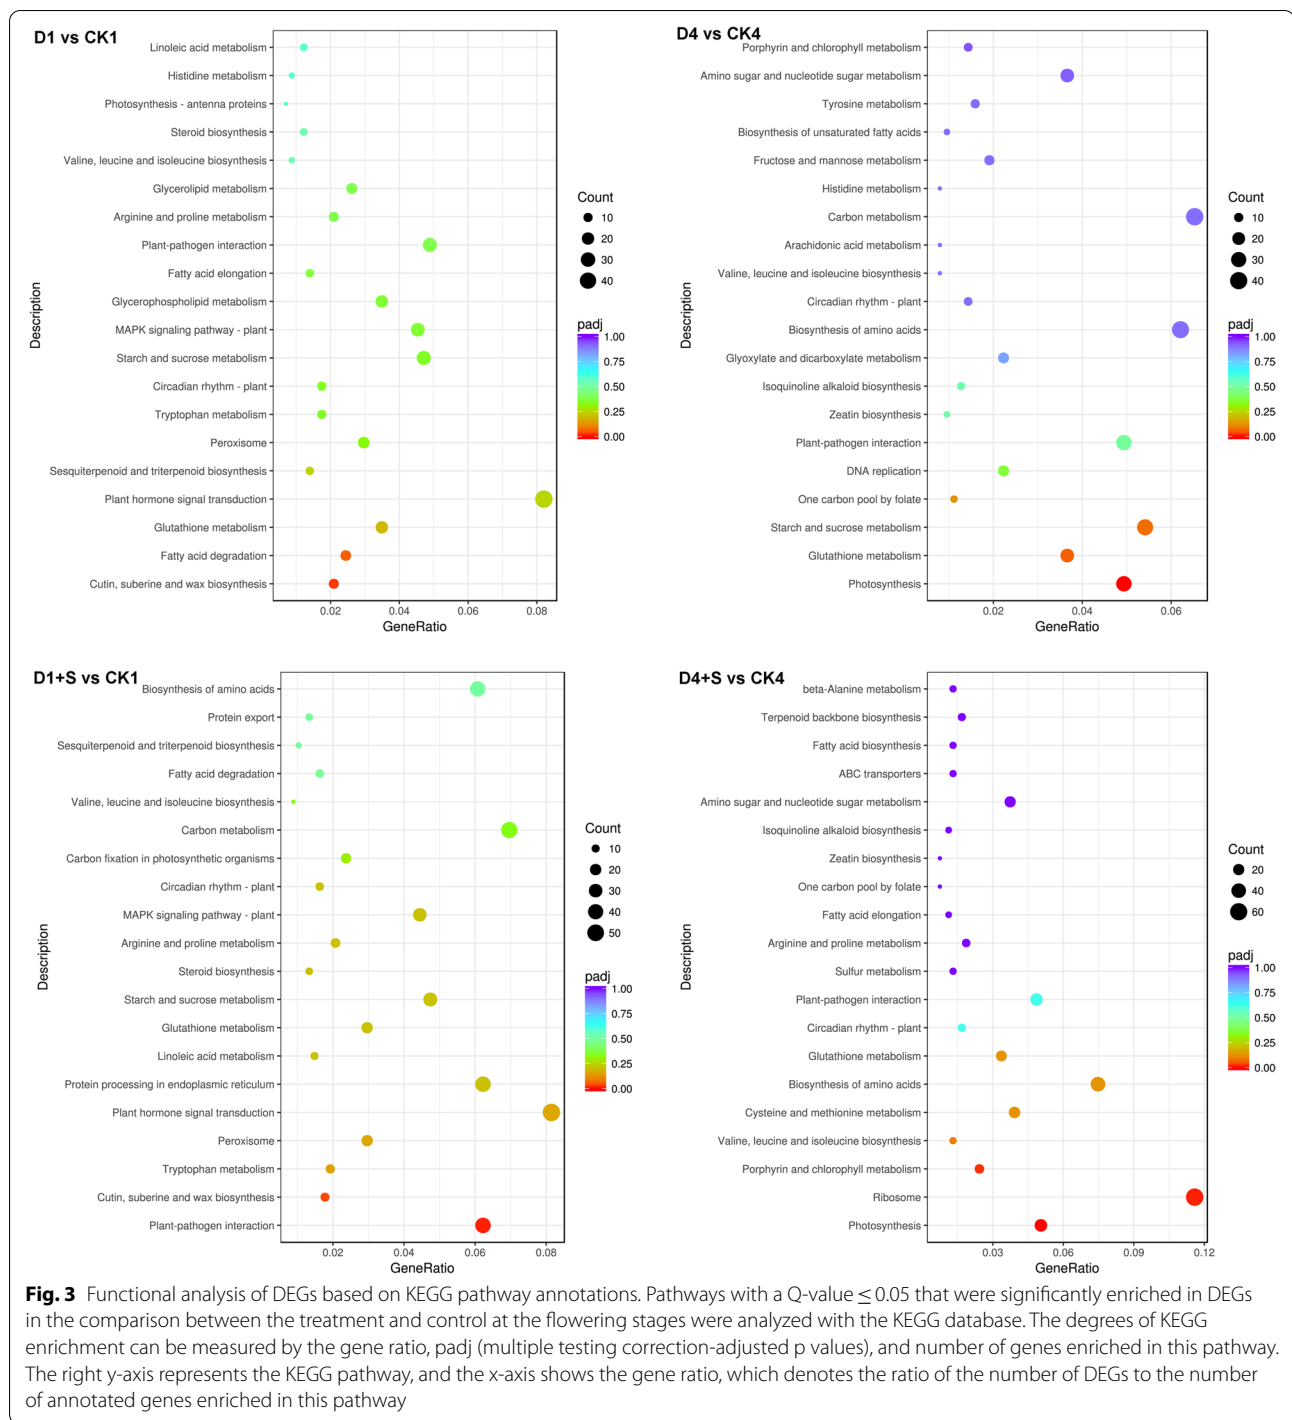 D1 vs CK1
Linoleic acid metabolism
Histidine metabolism
Photosynthesis - antenna proteins
Steroid biosynthesis
Valine, leucine and isoleucine biosynthesis
Glycerolipid metabolism
Arginine and proline metabolism
Plant-pathogen interaction
Fatty acid elongation
Glycerophospholipid metabolism
MAPK signaling pathway - plant
Starch and sucrose metabolism
Circadian rhythm - plant
Tryptophan metabolism
Peroxisome
Sesquiterpenoid and triterpenoid biosynthesis
Plant hormone signal transduction
Glutathione metabolism
Fatty acid degradation
Cutin, suberine and wax biosynthesis
Description
0.02 0.04 0.06 0.08
GeneRatio
Count
10
20
30
40
padj
1.00
0.75
0.50
0.25
0.00
D4 vs CK4
Porphyrin and chlorophyll metabolism
Amino sugar and nucleotide sugar metabolism
Tyrosine metabolism
Biosynthesis of unsaturated fatty acids
Fructose and mannose metabolism
Histidine metabolism
Carbon metabolism
Arachidonic acid metabolism
Valine, leucine and isoleucine biosynthesis
Circadian rhythm - plant
Biosynthesis of amino acids
Glyoxylate and dicarboxylate metabolism
Isoquinoline alkaloid biosynthesis
Zeatin biosynthesis
Plant-pathogen interaction
DNA replication
One carbon pool by folate
Starch and sucrose metabolism
Glutathione metabolism
Photosynthesis
Description
0.02 0.04 0.06
GeneRatio
Count
10
20
30
40
padj
1.00
0.75
0.50
0.25
0.00
D1+S vs CK1
Biosynthesis of amino acids
Protein export
Sesquiterpenoid and triterpenoid biosynthesis
Fatty acid degradation
Valine, leucine and isoleucine biosynthesis
Carbon metabolism
Carbon fixation in photosynthetic organisms
Circadian rhythm - plant
MAPK signaling pathway - plant
Arginine and proline metabolism
Steroid biosynthesis
Starch and sucrose metabolism
Glutathione metabolism
Linoleic acid metabolism
Protein processing in endoplasmic reticulum
Plant hormone signal transduction
Peroxisome
Tryptophan metabolism
Cutin, suberine and wax biosynthesis
Plant-pathogen interaction
Description
0.02 0.04 0.06 0.08
GeneRatio
Count
10
20
30
40
50
padj
1.00
0.75
0.50
0.25
0.00
D4+S vs CK4
beta-Alanine metabolism
Terpenoid backbone biosynthesis
Fatty acid biosynthesis
ABC transporters
Amino sugar and nucleotide sugar metabolism
Isoquinoline alkaloid biosynthesis
Zeatin biosynthesis
One carbon pool by folate
Fatty acid elongation
Arginine and proline metabolism
Sulfur metabolism
Plant-pathogen interaction
Circadian rhythm - plant
Glutathione metabolism
Biosynthesis of amino acids
Cysteine and methionine metabolism
Valine, leucine and isoleucine biosynthesis
Porphyrin and chlorophyll metabolism
Ribosome
Photosynthesis
Description
0.03 0.06 0.09 0.12
GeneRatio
Count
20
40
60
padj
1.00
0.75
0.50
0.25
0.00
Fig. 3 Functional analysis of DEGs based on KEGG pathway annotations. Pathways with a Q-value ≤ 0.05 that were significantly enriched in DEGs
in the comparison between the treatment and control at the flowering stages were analyzed with the KEGG database. The degrees of KEGG
enrichment can be measured by the gene ratio, padj (multiple testing correction-adjusted p values), and number of genes enriched in this pathway.
The right y-axis represents the KEGG pathway, and the x-axis shows the gene ratio, which denotes the ratio of the number of DEGs to the number
of annotated genes enriched in this pathway